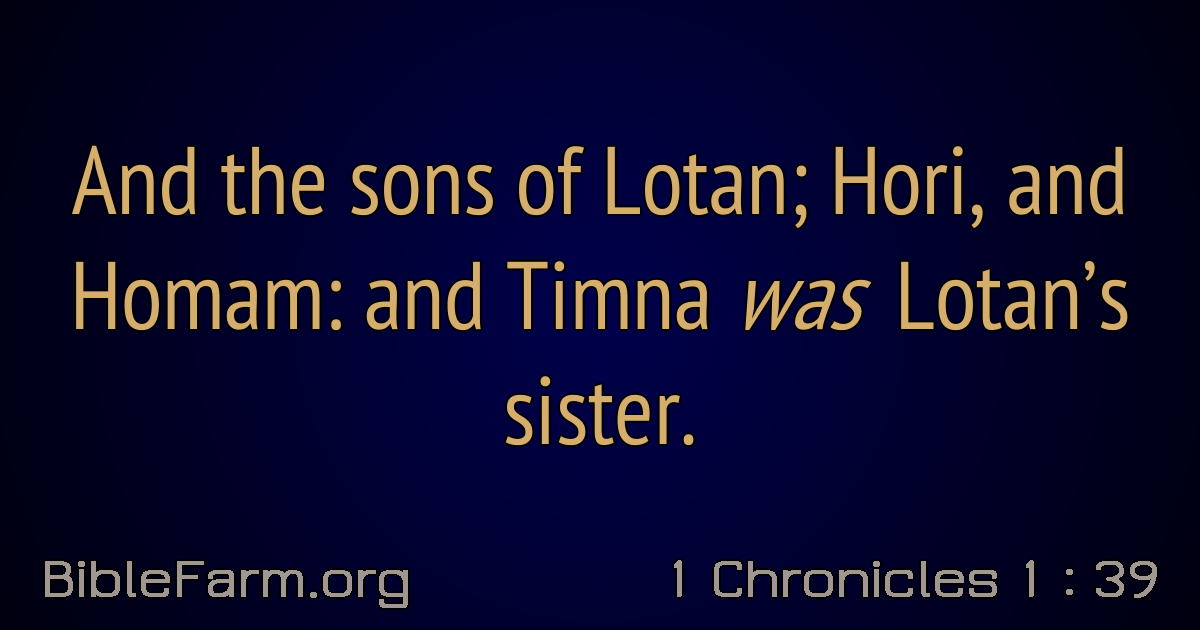 And the sons of Lotan; Hori, and
Homam: and Timna was Lotan’s
sister.
BibleFarm.org
1 Chronicles 1 : 39